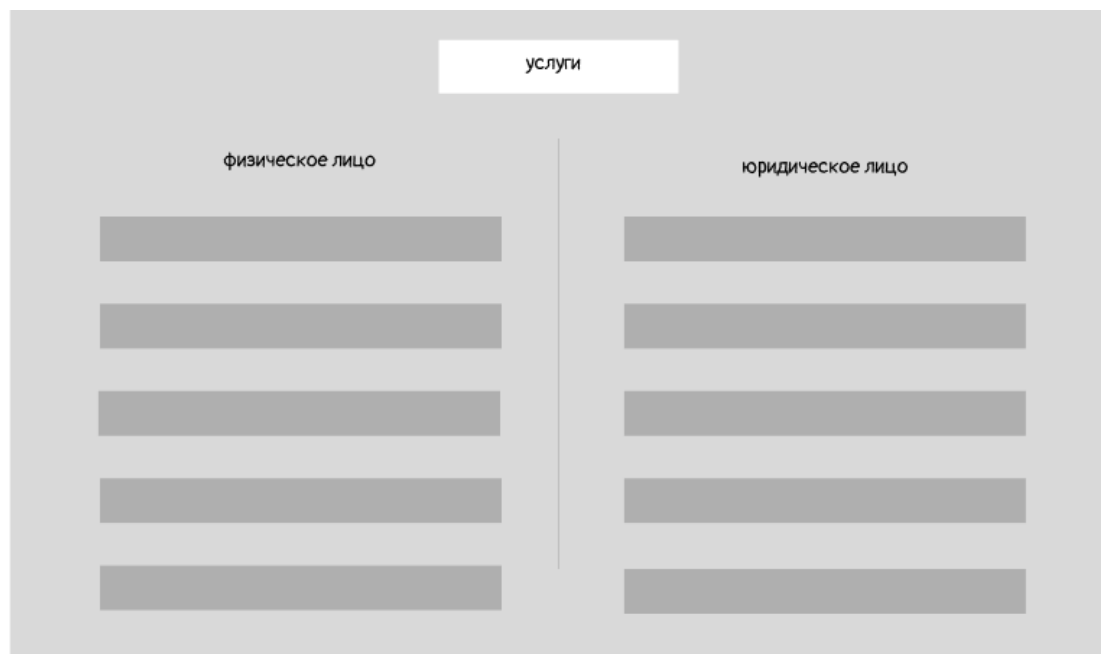 услуги
физическое лицо
юридическое лицо